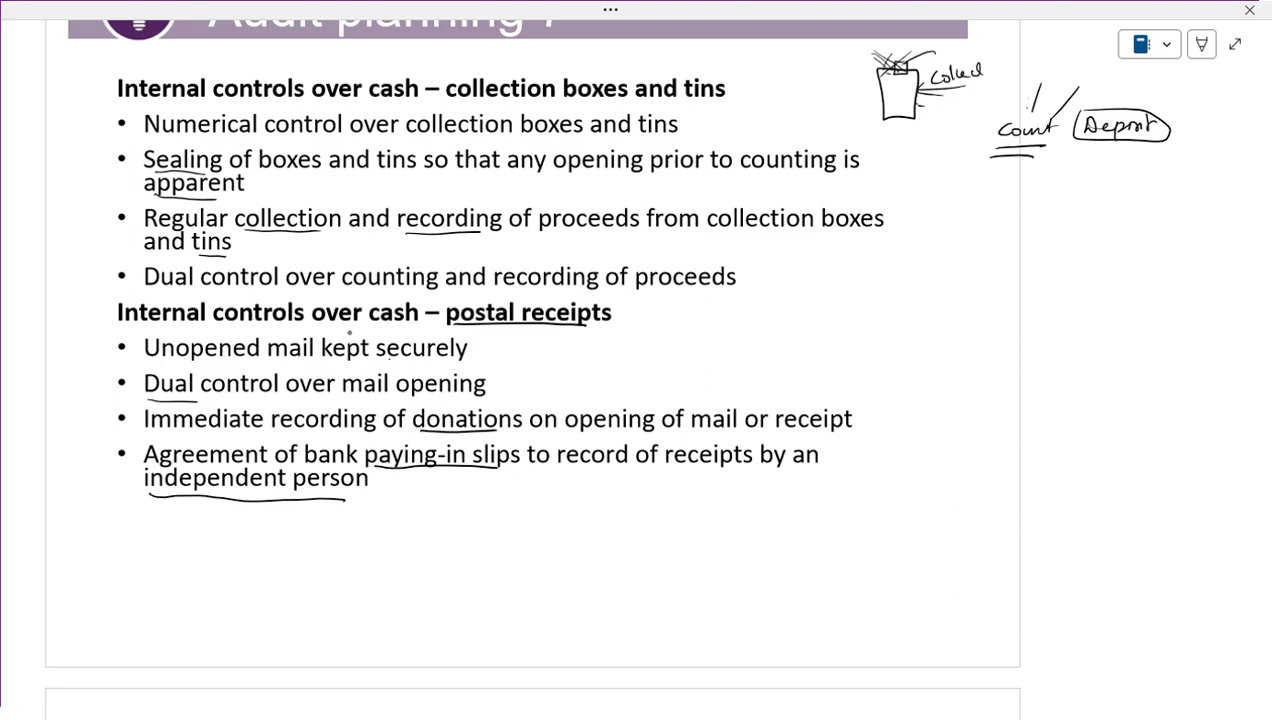 Audit planning
Internal controls over cash – collection boxes and tins
• Numerical control over collection boxes and tins
• Sealing of boxes and tins so that any opening prior to counting is
apparent
• Regular collection and recording of proceeds from collection boxes
and tins
• Dual control over counting and recording of proceeds
Internal controls over cash – postal receipts
• Unopened mail kept securely
• Dual control over mail opening
• Immediate recording of donations on opening of mail or receipt
• Agreement of bank paying-in slips to record of receipts by an
independent person
Collect
Count Deposit